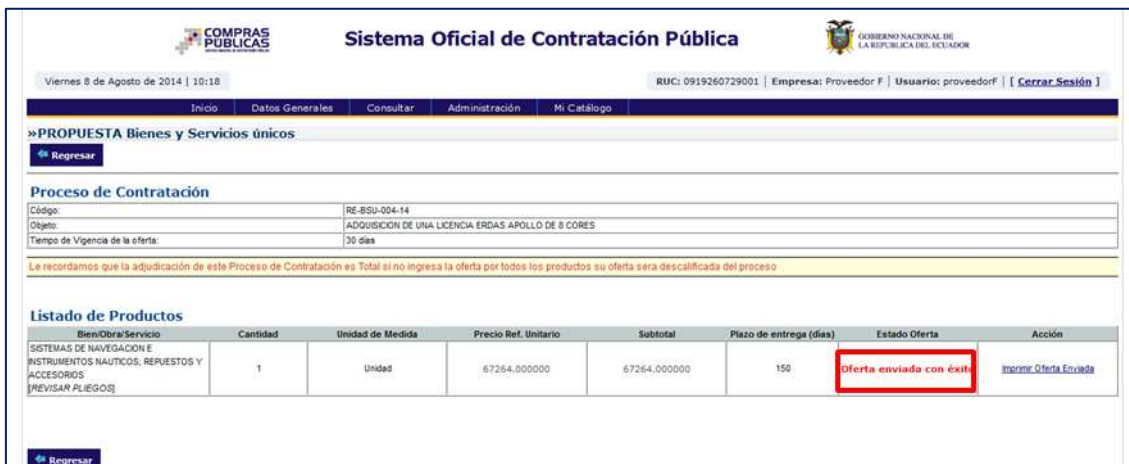 COMPRAS
PÚBLICAS
Sistema Oficial de Contratación Pública
GOBIERNO NACIONAL DE
LA REPUBLICA DEL ECUADOR
Viernes 8 de Agosto de 2014 | 10:18
RUC: 0919260729001 | Empresa: Proveedor F | Usuario: proveedorF | [ Cerrar Sesión ]
Inicio Datos Generales Consultar Administración Mi Catálogo
»PROPUESTA Bienes y Servicios únicos
Regresar
Proceso de Contratación
Código: RE-BSU-004-14
Objeto: ADQUISICION DE UNA LICENCIA ERDAS APOLLO DE 8 CORES
Tiempo de Vigencia de la oferta: 30 días
Le recordamos que la adjudicación de este Proceso de Contratación es Total si no ingresa la oferta por todos los productos su oferta sera descalificada del proceso
Listado de Productos
Bien/Obra/Servicio Cantidad Unidad de Medida Precio Ref. Unitario Subtotal Plazo de entrega (días) Estado Oferta Acción
SISTEMAS DE NAVEGACION E
INSTRUMENTOS NAUTICOS; REPUESTOS Y
ACCESORIOS
[REVISAR PLIEGOS]
1 Unidad 67264.000000 67264.000000 150 Oferta enviada con éxito Imprimir Oferta Enviada
Regresar